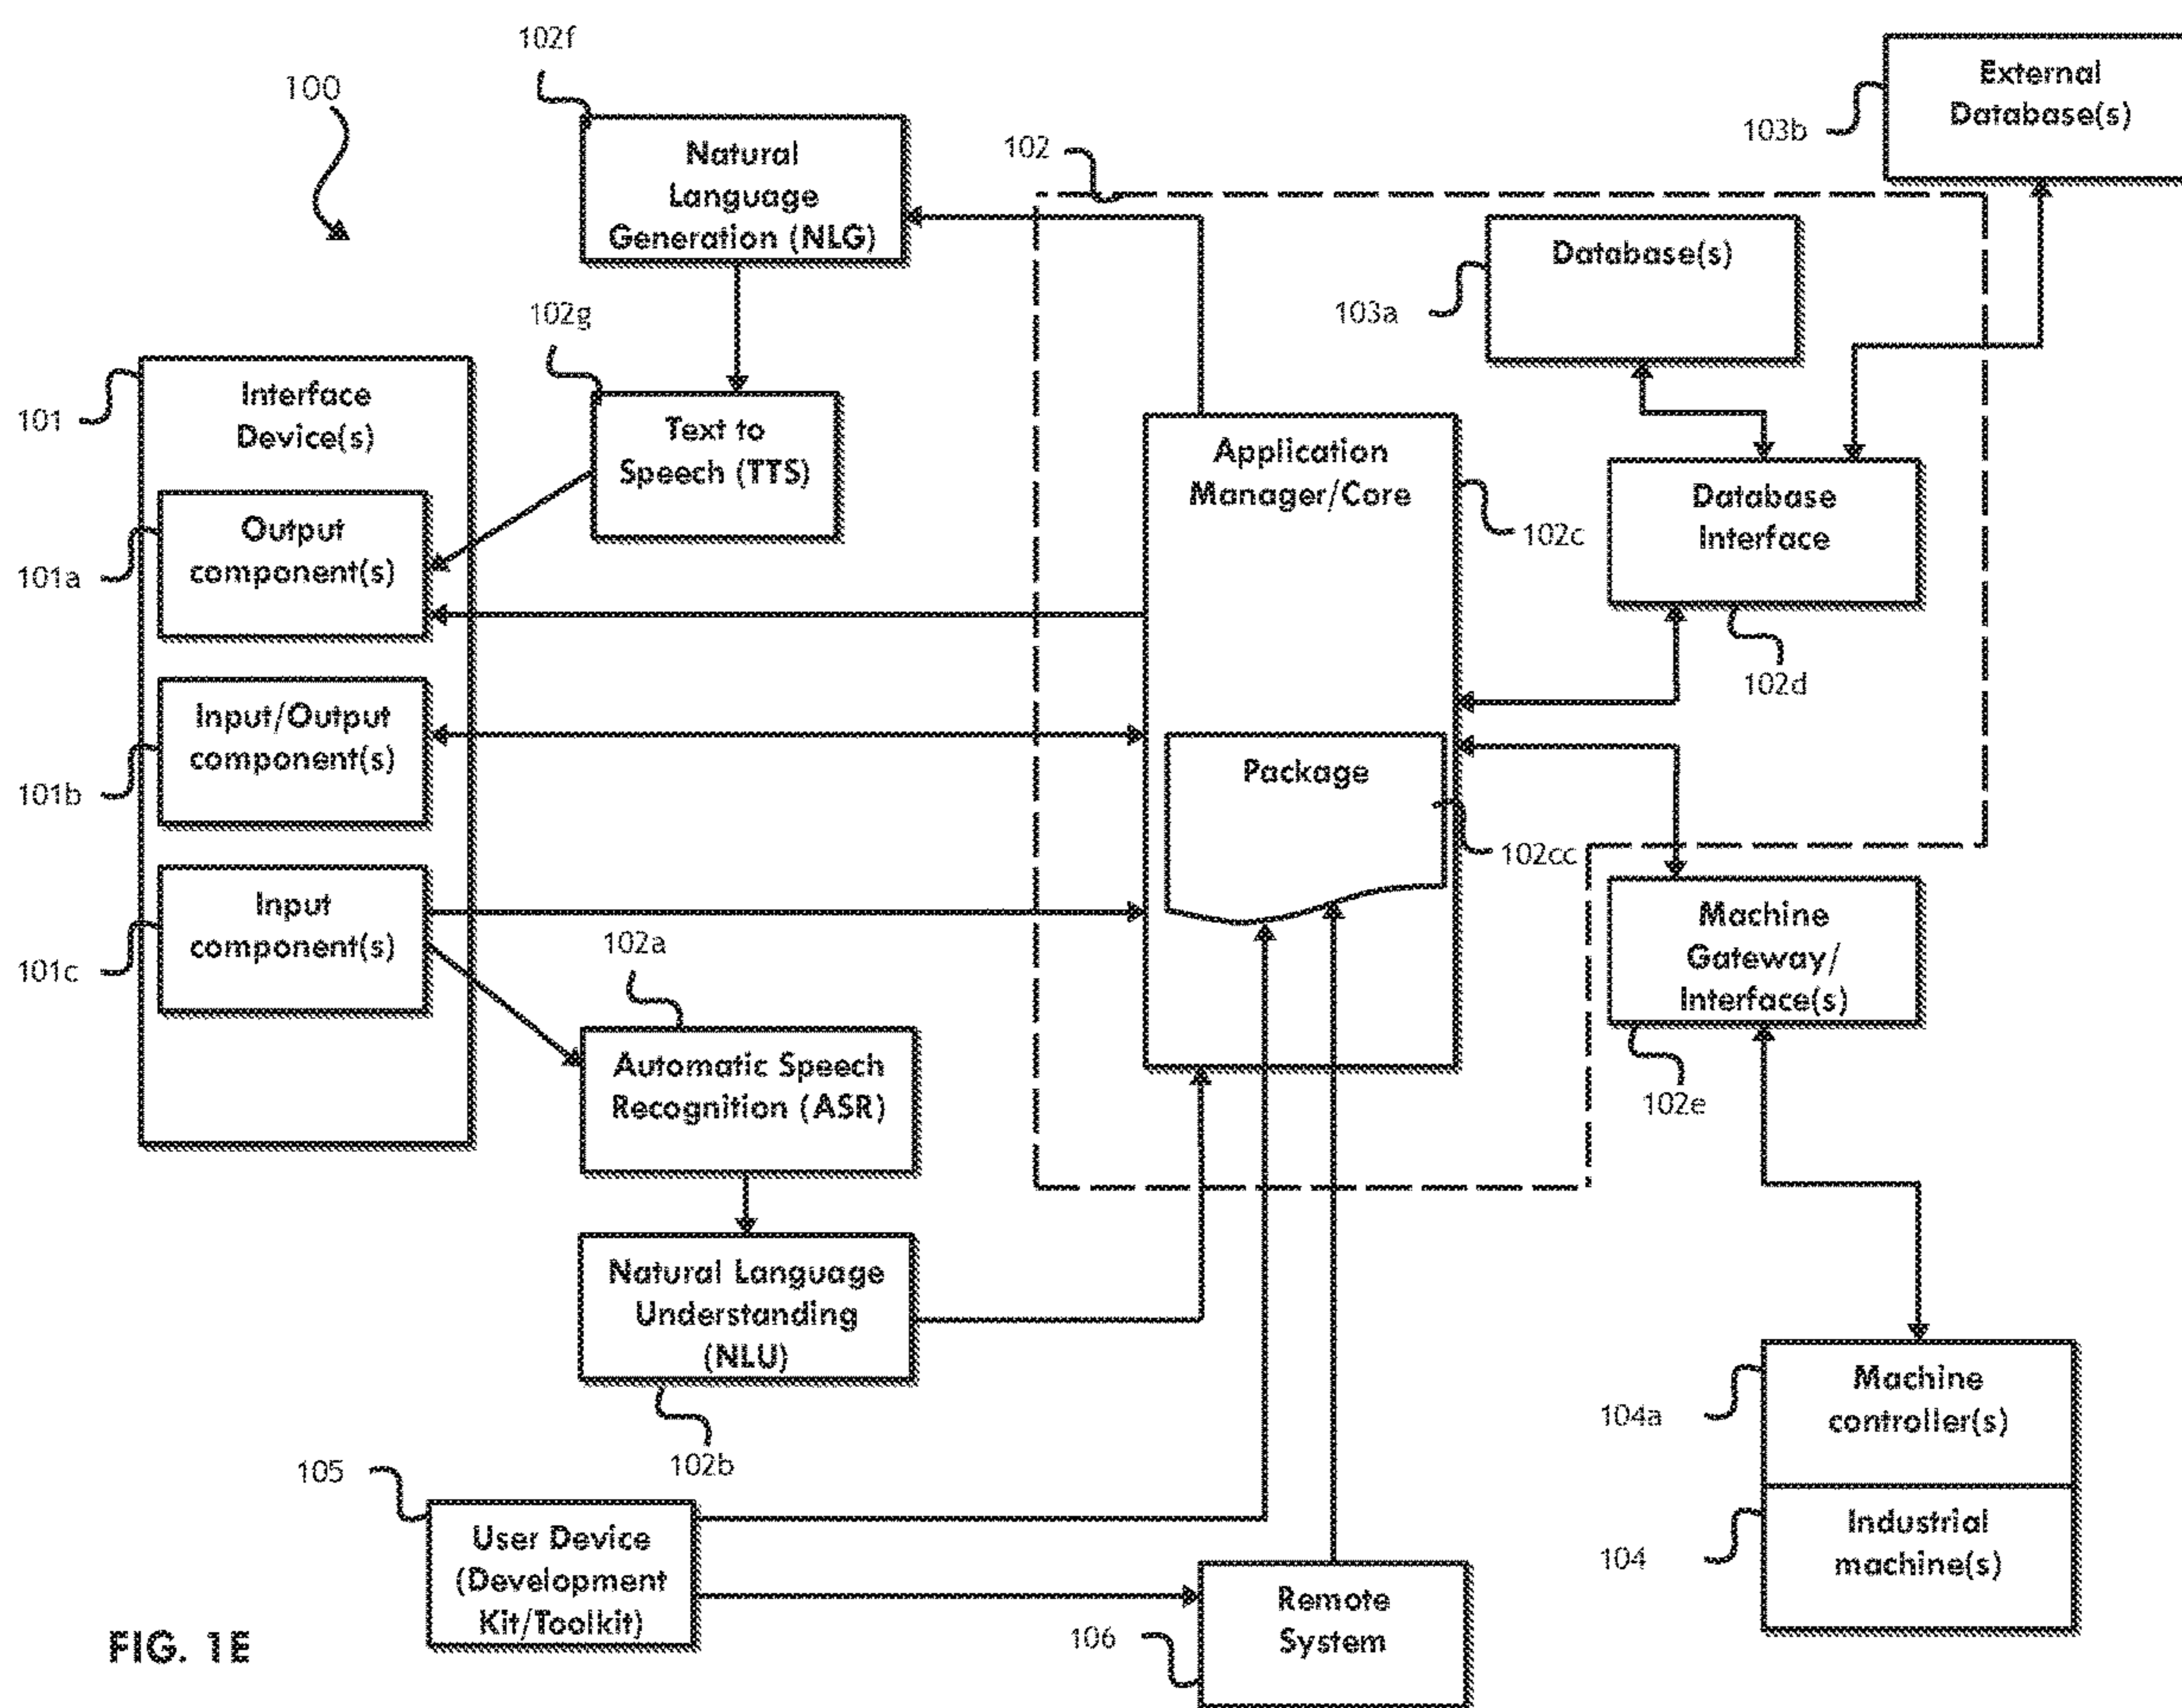 102f
100
External
Database(s)
103b
Natural
Language
Generation (NLG)
102
Database(s)
103a
102g
Interface
Device(s)
101
Text to
Speech (TTS)
Application
Manager/Core
102c
Database
Interface
102d
Output
component(s)
101a
Input/Output
component(s)
101b
Package
102cc
Input
component(s)
101c
102a
Machine
Gateway/
Interface(s)
102e
Automatic Speech
Recognition (ASR)
Natural Language
Understanding
(NLU)
102b
Machine
controller(s)
104a
105
User Device
(Development
Kit/Toolkit)
Industrial
machine(s)
104
Remote
System
106
FIG. 1E